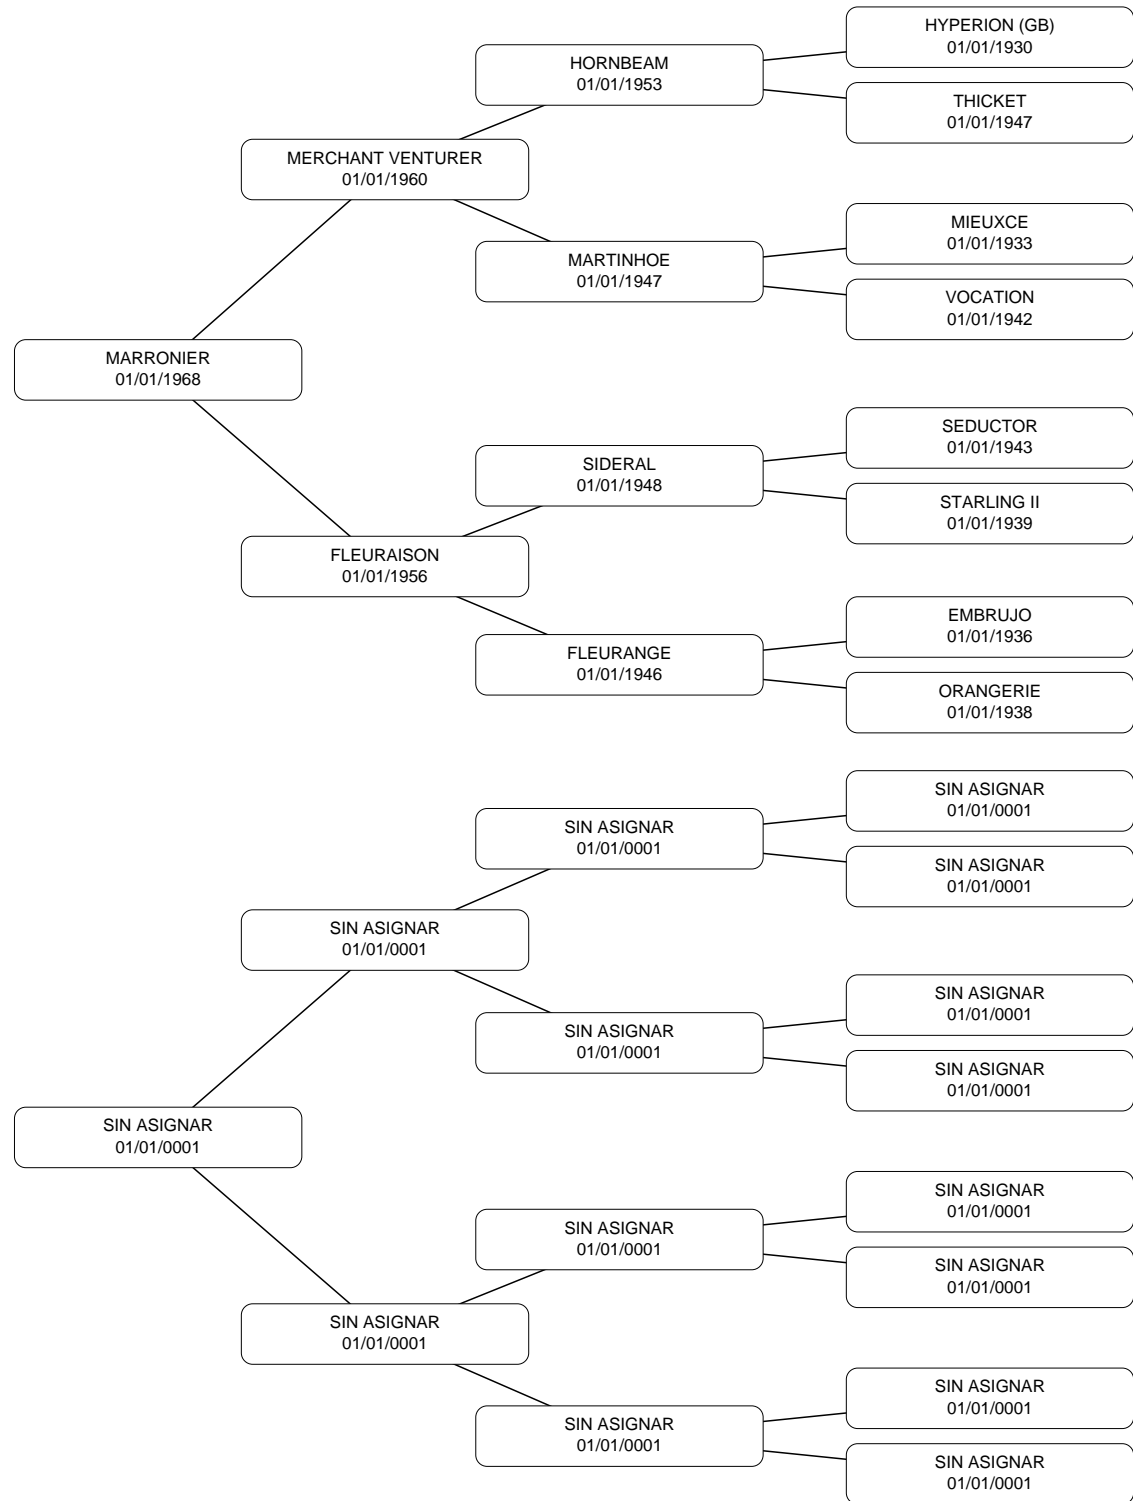 HYPERION (GB)
01/01/1930
HORNBEAM
01/01/1953
THICKET
01/01/1947
MERCHANT VENTURER
01/01/1960
MIEUXCE
01/01/1933
MARTINHOE
01/01/1947
VOCATION
01/01/1942
MARRONIER
01/01/1968
SEDUCTOR
01/01/1943
SIDERAL
01/01/1948
STARLING II
01/01/1939
FLEURAISON
01/01/1956
EMBRUJO
01/01/1936
FLEURANGE
01/01/1946
ORANGERIE
01/01/1938
SIN ASIGNAR
01/01/0001
SIN ASIGNAR
01/01/0001
SIN ASIGNAR
01/01/0001
SIN ASIGNAR
01/01/0001
SIN ASIGNAR
01/01/0001
SIN ASIGNAR
01/01/0001
SIN ASIGNAR
01/01/0001
SIN ASIGNAR
01/01/0001
SIN ASIGNAR
01/01/0001
SIN ASIGNAR
01/01/0001
SIN ASIGNAR
01/01/0001
SIN ASIGNAR
01/01/0001
SIN ASIGNAR
01/01/0001
SIN ASIGNAR
01/01/0001
SIN ASIGNAR
01/01/0001